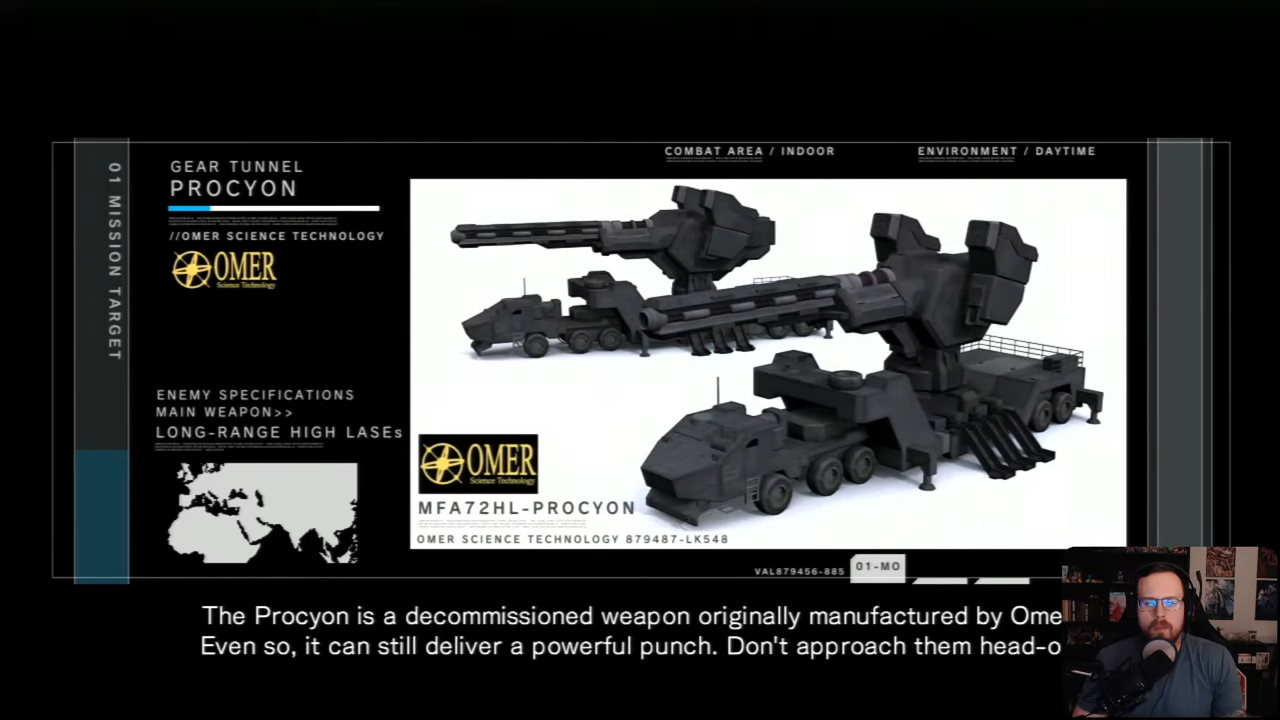 COMBAT AREA / INDOOR
ENVIRONMENT / DAYTIME
01 MISSION TARGET
GEAR TUNNEL
PROCYON
//OMER SCIENCE TECHNOLOGY
OMER
Science Technology
ENEMY SPECIFICATIONS
MAIN WEAPON>>
LONG-RANGE HIGH LASEs
OMER
Science Technology
MFA72HL-PROCYON
OMER SCIENCE TECHNOLOGY 879487-LK548
VAL879456-885
01-MO
The Procyon is a decommissioned weapon originally manufactured by Ome
Even so, it can still deliver a powerful punch. Don't approach them head-o